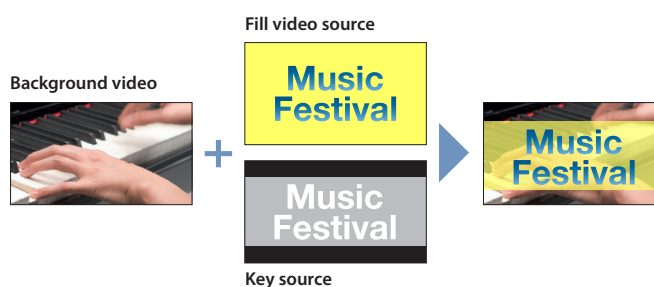 Fill video source
Background video
Music
Festival
Music
Festival
Key source
Music
Festival